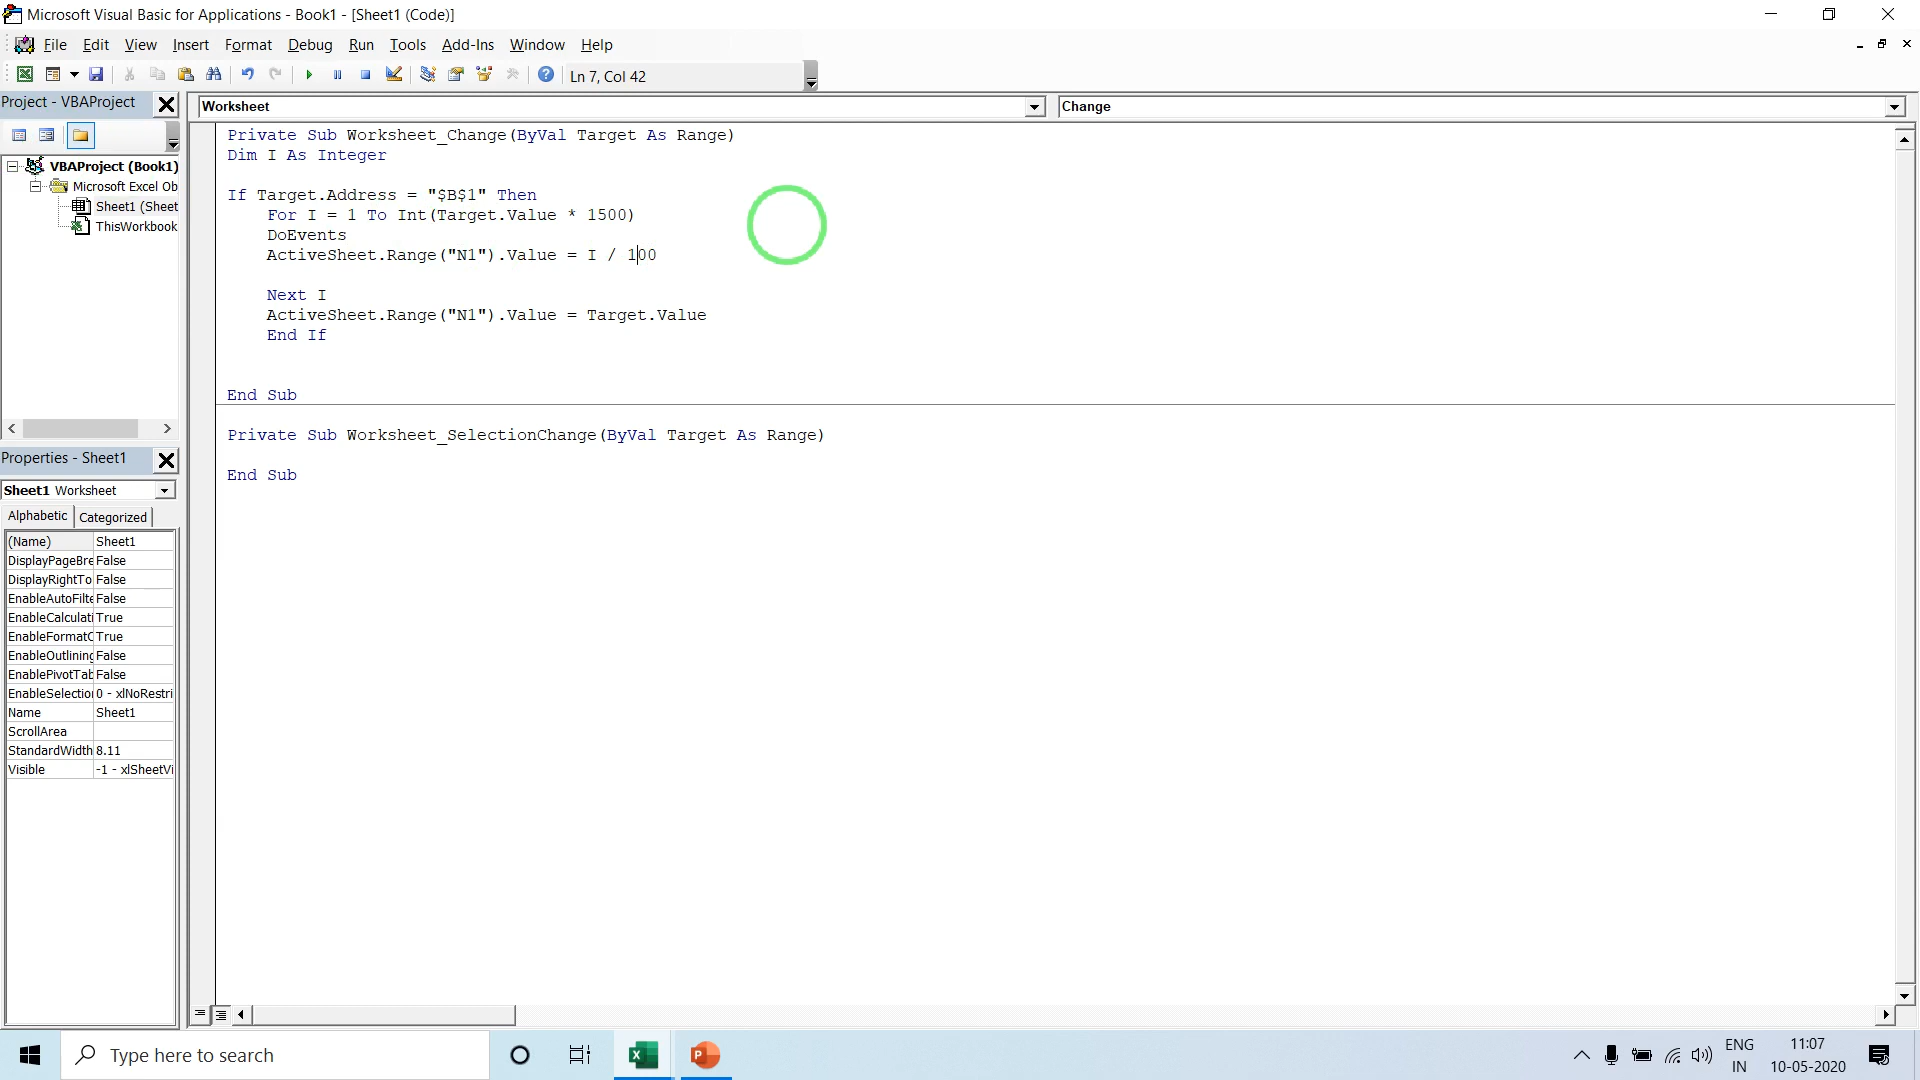 Microsoft Visual Basic for Applications - Book1 - [Sheet1 (Code)]
File Edit View Insert Format Debug Run Tools Add-Ins Window Help
Ln 7, Col 42
Project - VBAProject
Worksheet
Change
VBAProject (Book1)
Microsoft Excel Ob
Sheet1 (Sheet
ThisWorkbook
Private Sub Worksheet_Change(ByVal Target As Range)
Dim I As Integer
If Target.Address = "$B$1" Then
For I = 1 To Int(Target.Value * 1500)
DoEvents
ActiveSheet.Range("N1").Value = I / 100
Next I
ActiveSheet.Range("N1").Value = Target.Value
End If
End Sub
Private Sub Worksheet_SelectionChange(ByVal Target As Range)
End Sub
Properties - Sheet1
Sheet1 Worksheet
Alphabetic Categorized
(Name) Sheet1
DisplayPageBre False
DisplayRightTo False
EnableAutoFilte False
EnableCalculati True
EnableFormatC True
EnableOutlining False
EnablePivotTab False
EnableSelection 0 - xlNoRestri
Name Sheet1
ScrollArea
StandardWidth 8.11
Visible -1 - xlSheetVi
Type here to search
ENG
IN
11:07
10-05-2020